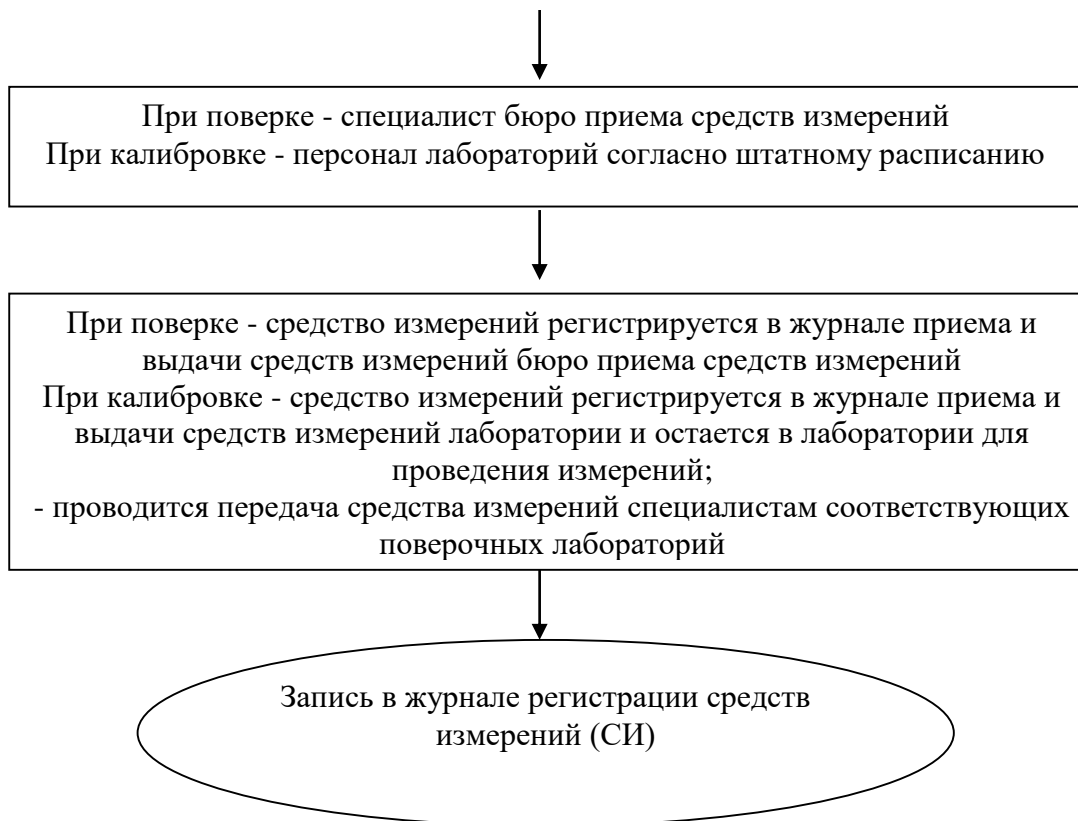 При поверке - специалист бюро приема средств измерений
При калибровке - персонал лабораторий согласно штатному расписанию
При поверке - средство измерений регистрируется в журнале приема и
выдачи средств измерений бюро приема средств измерений
При калибровке - средство измерений регистрируется в журнале приема и
выдачи средств измерений лаборатории и остается в лаборатории для
проведения измерений;
- проводится передача средства измерений специалистам соответствующих
поверочных лабораторий
Запись в журнале регистрации средств
измерений (СИ)